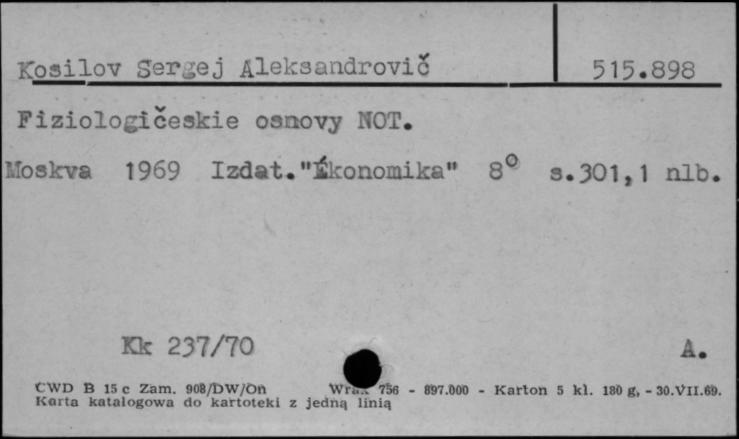 Kosilov Sergej Aleksandrovič 515.898
Fiziologičeskie osnovy NOT.
Moskva 1969 Izdat."Ékonomika" 8° s.301,1 nlb.
Kk 237/70 A.
CWD B 15 c Zam. 908/DW/On 756 - 897.000 - Karton 5 kl. 180 g, - 30.VII.69.
Karta katalogowa do kartoteki z jedną linią